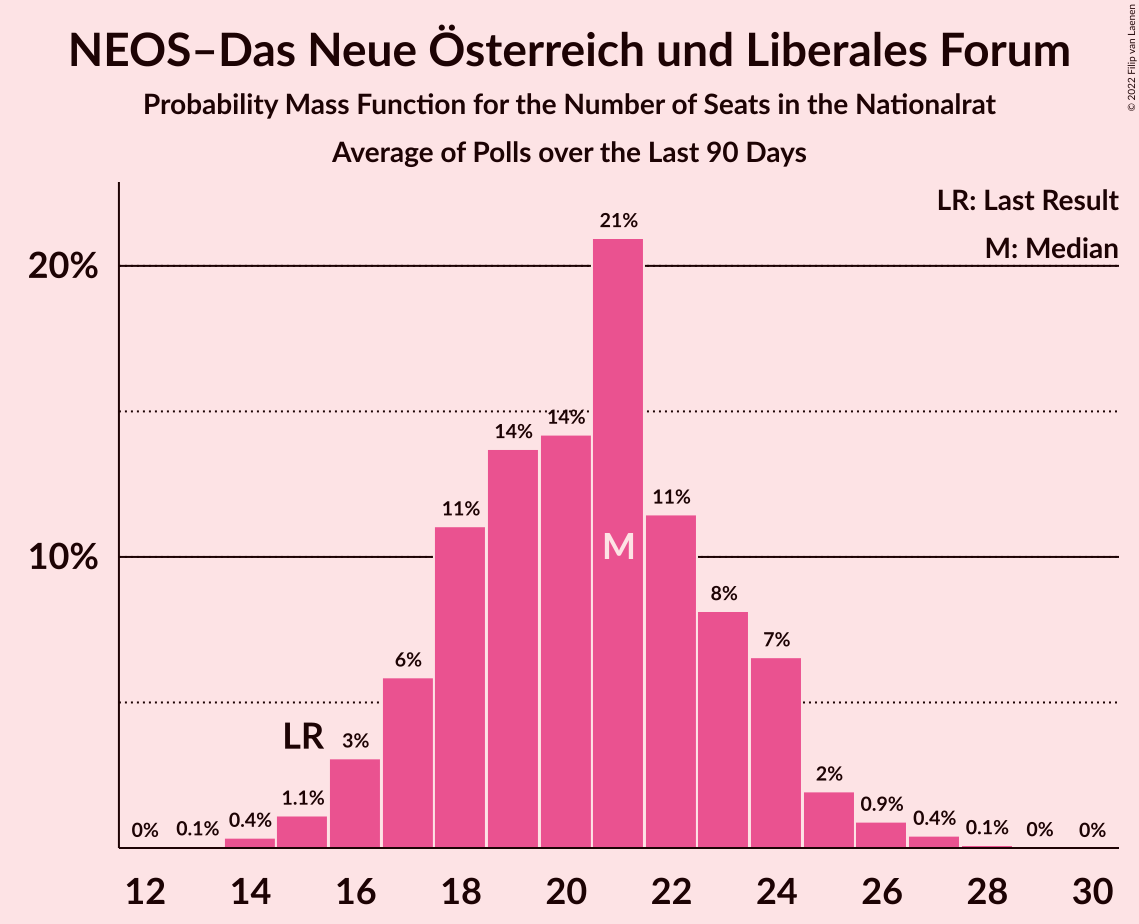 NEOS–Das Neue Österreich und Liberales Forum
Probability Mass Function for the Number of Seats in the Nationalrat
Average of Polls over the Last 90 Days
© 2022 Filip van Laenen
LR: Last Result
M: Median
20%
10%
0%
0.1%
0.4%
1.1%
LR
3%
6%
11%
14%
14%
21%
M
11%
8%
7%
2%
0.9%
0.4%
0.1%
0%
0%
12 14 16 18 20 22 24 26 28 30